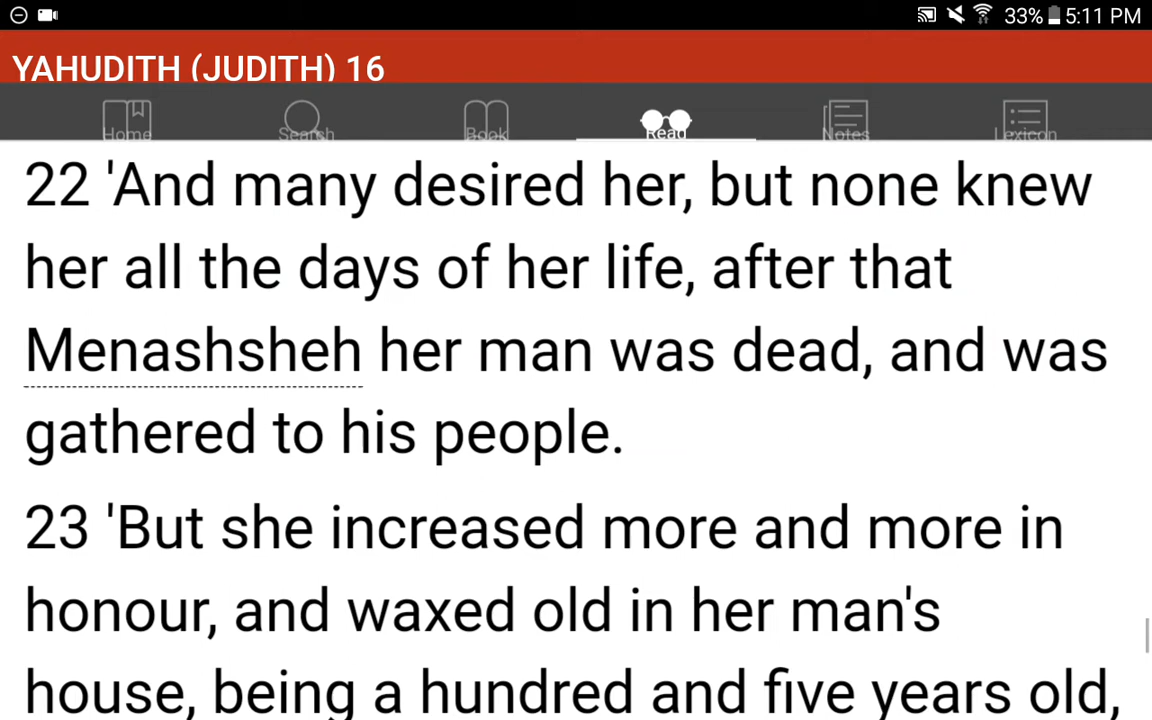 33% 5:11 PM
YAHUDITH (JUDITH) 16
Home Search Book Read Notes Lexicon
22 'And many desired her, but none knew
her all the days of her life, after that
Menashsheh her man was dead, and was
gathered to his people.
23 'But she increased more and more in
honour, and waxed old in her man's
house, being a hundred and five years old,